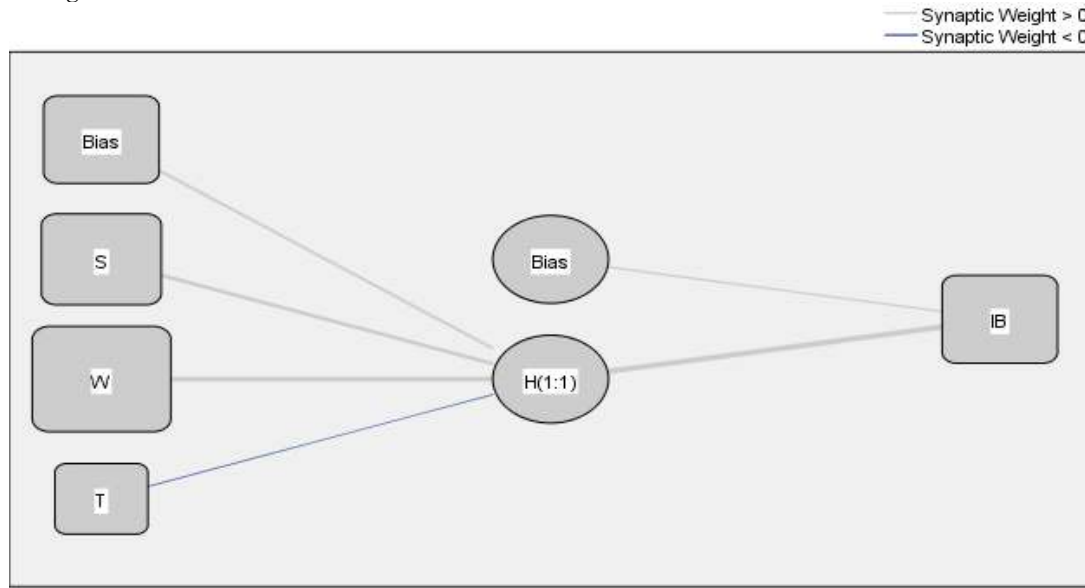 Synaptic Weight > 0
Synaptic Weight < 0
Bias
S
Bias
IB
W
H(1:1)
T